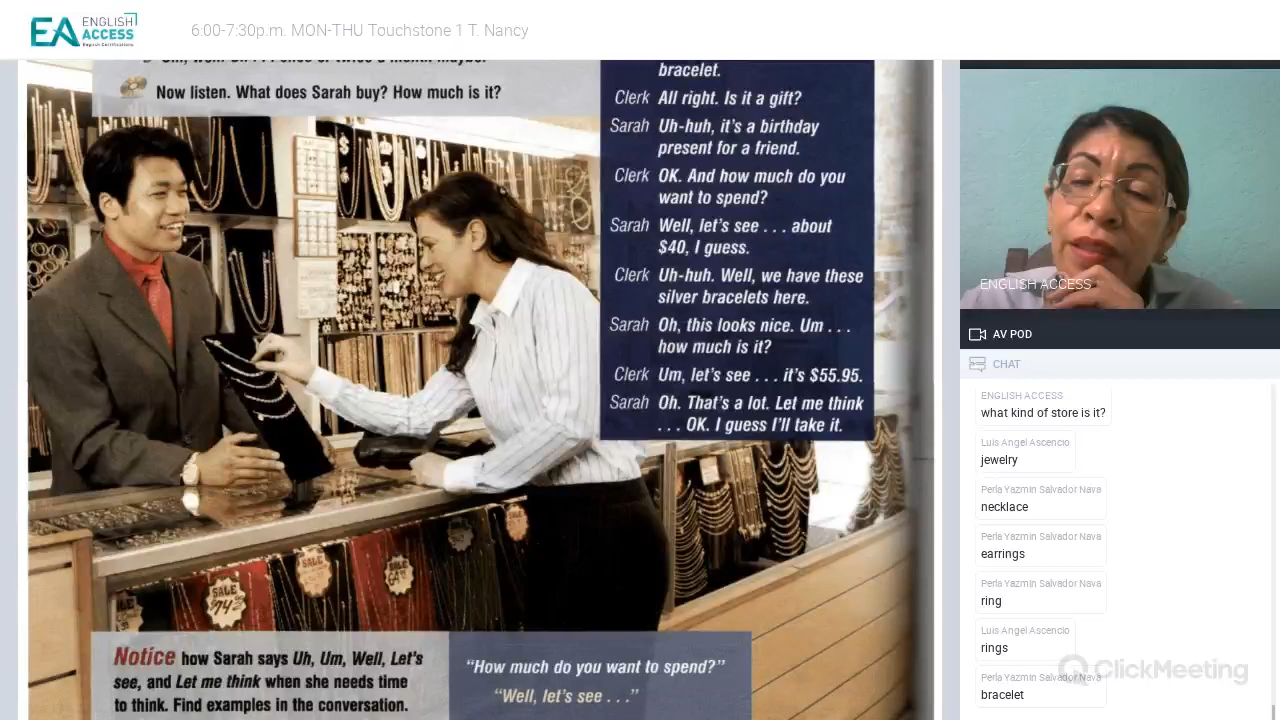 EA ENGLISH ACCESS
English Certifications
6:00-7:30p.m. MON-THU Touchstone 1 T. Nancy
Now listen. What does Sarah buy? How much is it?
bracelet.
Clerk All right. Is it a gift?
Sarah Uh-huh, it's a birthday
present for a friend.
Clerk OK. And how much do you
want to spend?
Sarah Well, let's see . . . about
$40, I guess.
Clerk Uh-huh. Well, we have these
silver bracelets here.
Sarah Oh, this looks nice. Um . . .
how much is it?
Clerk Um, let's see . . . it's $55.95.
Sarah Oh. That's a lot. Let me think
. . . OK. I guess I'll take it.
SALE
Notice how Sarah says Uh, Um, Well, Let's
see, and Let me think when she needs time
to think. Find examples in the conversation.
"How much do you want to spend?"
"Well, let's see . . ."
ENGLISH ACCESS
AV POD
CHAT
ENGLISH ACCESS
what kind of store is it?
Luis Angel Ascencio
jewelry
Perla Yazmin Salvador Nava
necklace
Perla Yazmin Salvador Nava
earrings
Perla Yazmin Salvador Nava
ring
Luis Angel Ascencio
rings
Perla Yazmin Salvador Nava
bracelet
ClickMeeting